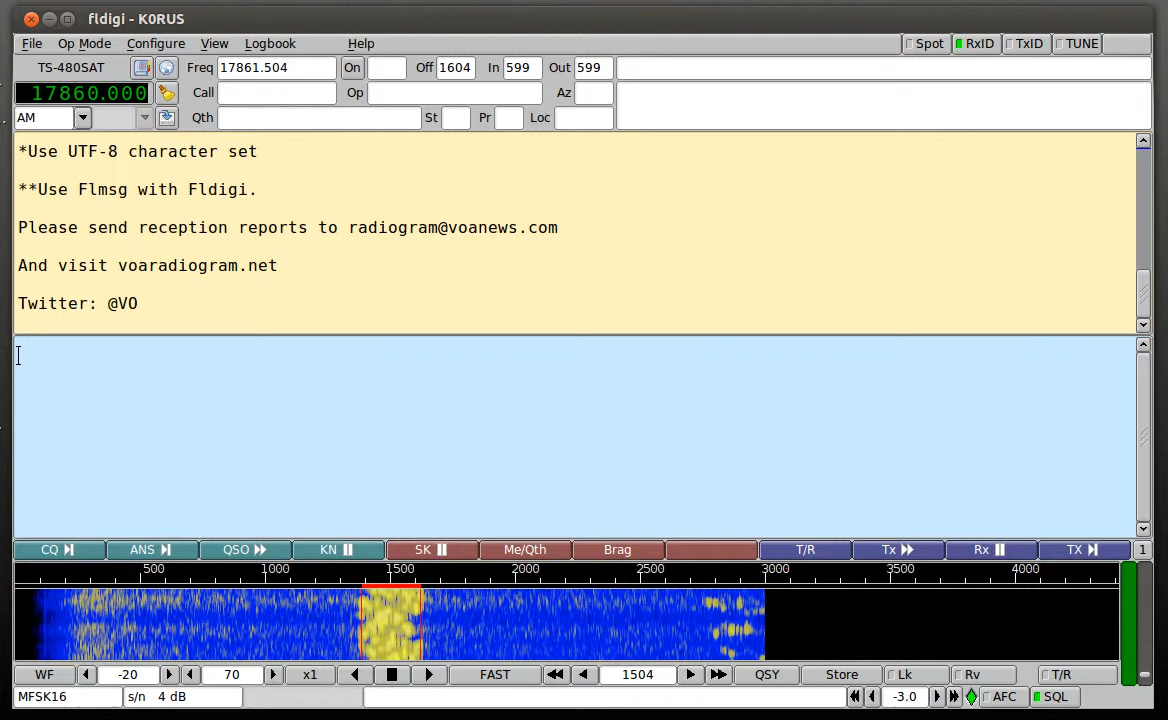 fldigi - K0RUS
File Op Mode Configure View Logbook Help Spot RxID TxID TUNE
TS-480SAT Freq 17861.504 On Off 1604 In 599 Out 599
17860.000 Call Op Az
AM Qth St Pr Loc
*Use UTF-8 character set
**Use Flmsg with Fldigi.
Please send reception reports to radiogram@voanews.com
And visit voaradiogram.net
Twitter: @VO
CQ ANS QSO KN SK Me/Qth Brag T/R Tx Rx TX 1
500 1000 1500 2000 2500 3000 3500 4000
WF -20 70 x1 FAST 1504 QSY Store Lk Rv T/R
MFSK16 s/n 4 dB -3.0 AFC SQL